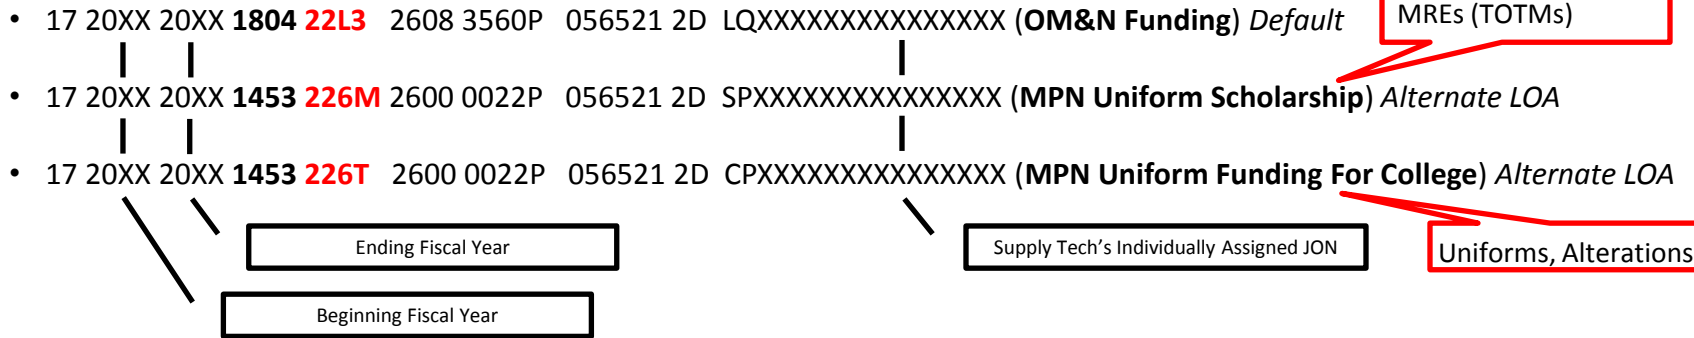 MREs (TOTMs)
• 17 20XX 20XX 1804 22L3 2608 3560P 056521 2D LQXXXXXXXXXXXXXXX (OM&N Funding) Default
• 17 20XX 20XX 1453 226M 2600 0022P 056521 2D SPXXXXXXXXXXXXXXX (MPN Uniform Scholarship) Alternate LOA
• 17 20XX 20XX 1453 226T 2600 0022P 056521 2D CPXXXXXXXXXXXXXXX (MPN Uniform Funding For College) Alternate LOA
Ending Fiscal Year
Supply Tech's Individually Assigned JON
Uniforms, Alterations
Beginning Fiscal Year